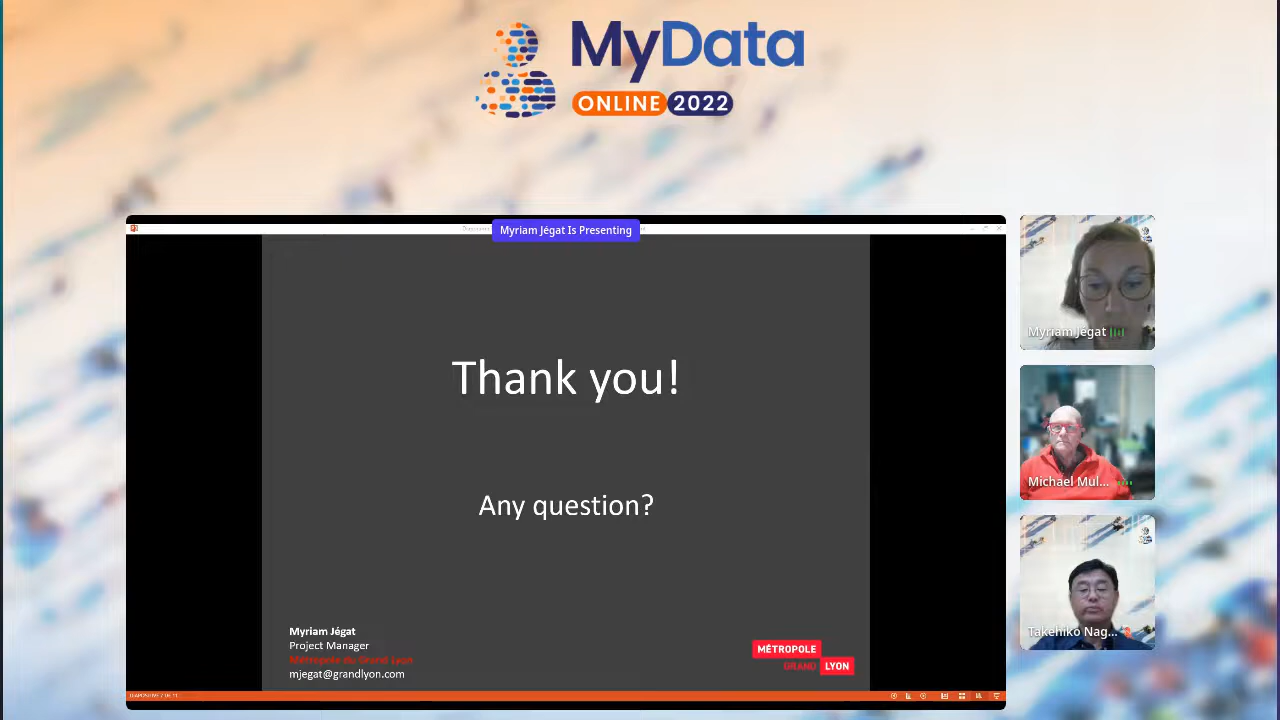 MyData
ONLINE 2022
Myriam Jégat Is Presenting
Thank you!
Any question?
Myriam Jégat
Project Manager
Métropole du Grand Lyon
mjegat@grandlyon.com
MÉTROPOLE
GRAND LYON
Myriam Jégat
Michael Mul...
Takehiko Nag...